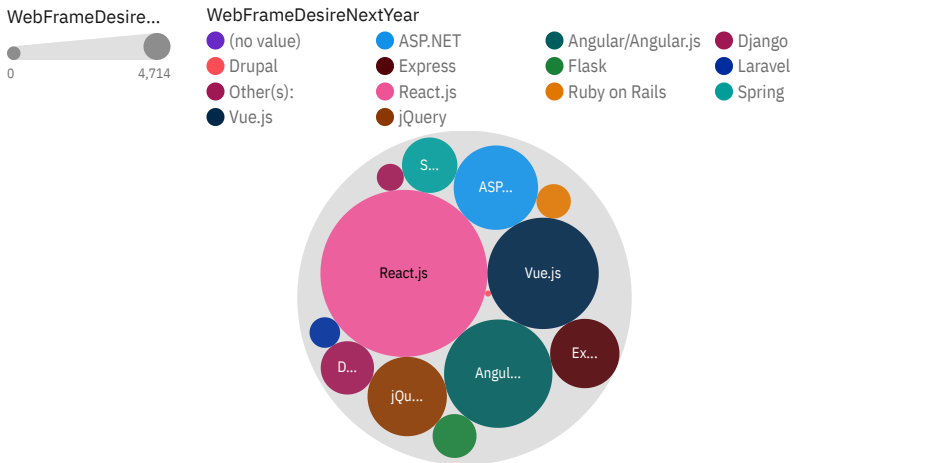 WebFrameDesire...
0
4,714
WebFrameDesireNextYear
(no value)
ASP.NET
Angular/Angular.js
Django
Drupal
Express
Flask
Laravel
Other(s):
React.js
Ruby on Rails
Spring
Vue.js
jQuery
S...
ASP...
React.js
Vue.js
Ex...
D...
Angul...
jQu...